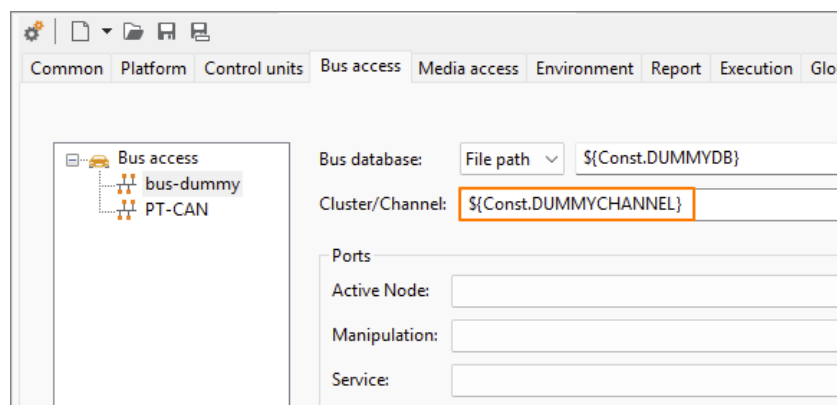 Common Platform Control units Bus access Media access Environment Report Execution Glo
Bus access
bus-dummy
PT-CAN
Bus database: File path ${Const.DUMMYDB}
Cluster/Channel: ${Const.DUMMYCHANNEL}
Ports
Active Node:
Manipulation:
Service: